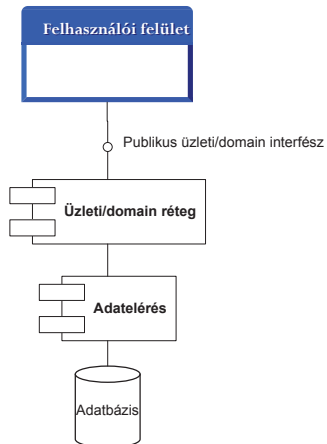 Felhasználói felület
Publikus üzleti/domain interfész
Üzleti/domain réteg
Adatelérés
Adatbázis